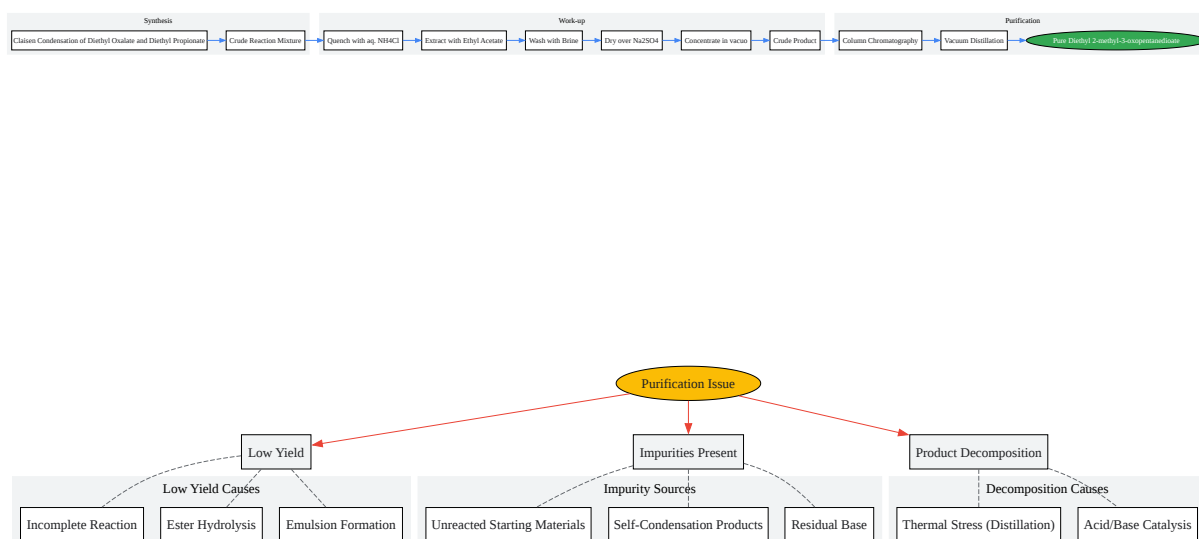 Synthesis
Work-up
Purification
Claisen Condensation of Diethyl Oxalate and Diethyl Propionate
Crude Reaction Mixture
Quench with aq. NH4Cl
Extract with Ethyl Acetate
Wash with Brine
Dry over Na2SO4
Concentrate in vacuo
Crude Product
Column Chromatography
Vacuum Distillation
Pure Diethyl 2-methyl-3-oxopentanedioate
Purification Issue
Low Yield
Impurities Present
Product Decomposition
Low Yield Causes
Impurity Sources
Decomposition Causes
Incomplete Reaction
Ester Hydrolysis
Emulsion Formation
Unreacted Starting Materials
Self-Condensation Products
Residual Base
Thermal Stress (Distillation)
Acid/Base Catalysis